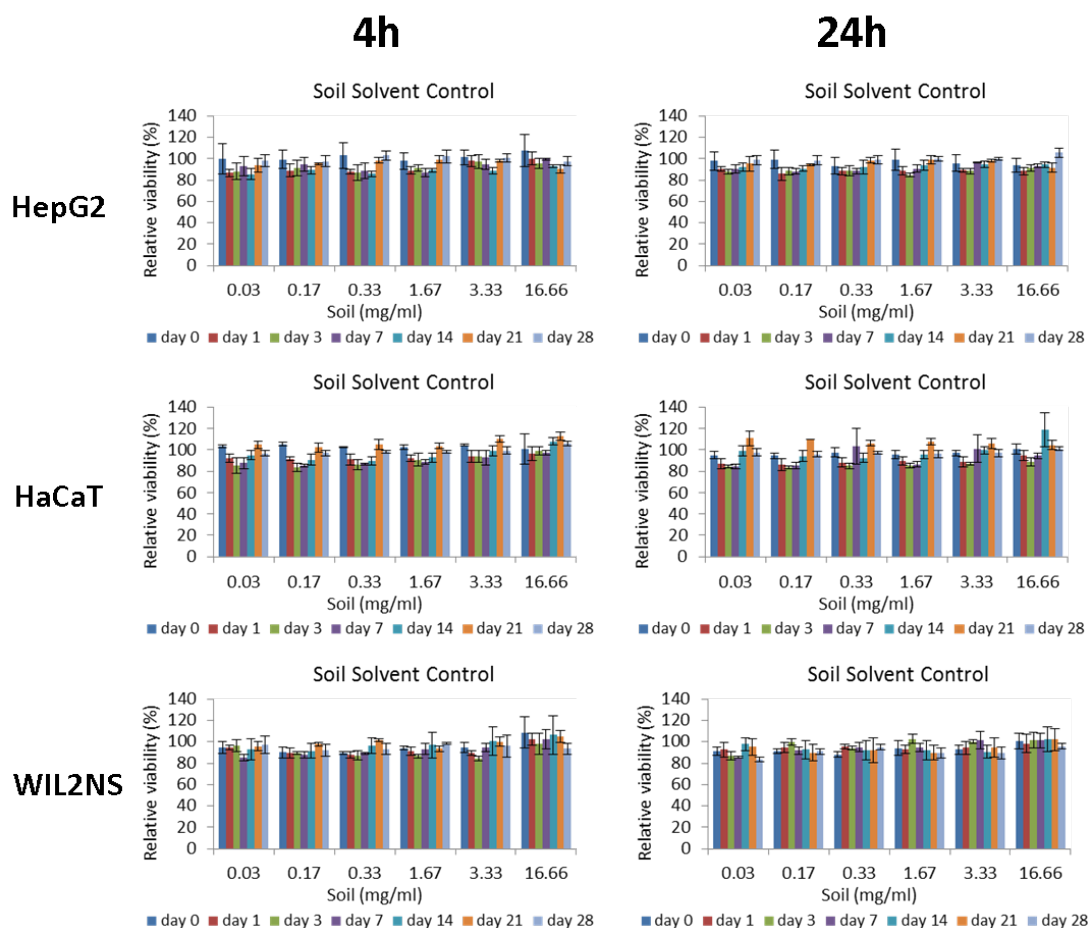 4h
24h
HepG2
Soil Solvent Control
Relative viability (%)
140
120
100
80
60
40
20
0
0.03 0.17 0.33 1.67 3.33 16.66
Soil (mg/ml)
day 0 day 1 day 3 day 7 day 14 day 21 day 28
Soil Solvent Control
Relative viability (%)
140
120
100
80
60
40
20
0
0.03 0.17 0.33 1.67 3.33 16.66
Soil (mg/ml)
day 0 day 1 day 3 day 7 day 14 day 21 day 28
HaCaT
Soil Solvent Control
Relative viability (%)
140
120
100
80
60
40
20
0
0.03 0.17 0.33 1.67 3.33 16.66
Soil (mg/ml)
day 0 day 1 day 3 day 7 day 14 day 21 day 28
Soil Solvent Control
Relative viability (%)
140
120
100
80
60
40
20
0
0.03 0.17 0.33 1.67 3.33 16.66
Soil (mg/ml)
day 0 day 1 day 3 day 7 day 14 day 21 day 28
WIL2NS
Soil Solvent Control
Relative viability (%)
140
120
100
80
60
40
20
0
0.03 0.17 0.33 1.67 3.33 16.66
Soil (mg/ml)
day 0 day 1 day 3 day 7 day 14 day 21 day 28
Soil Solvent Control
Relative viability (%)
140
120
100
80
60
40
20
0
0.03 0.17 0.33 1.67 3.33 16.66
Soil (mg/ml)
day 0 day 1 day 3 day 7 day 14 day 21 day 28